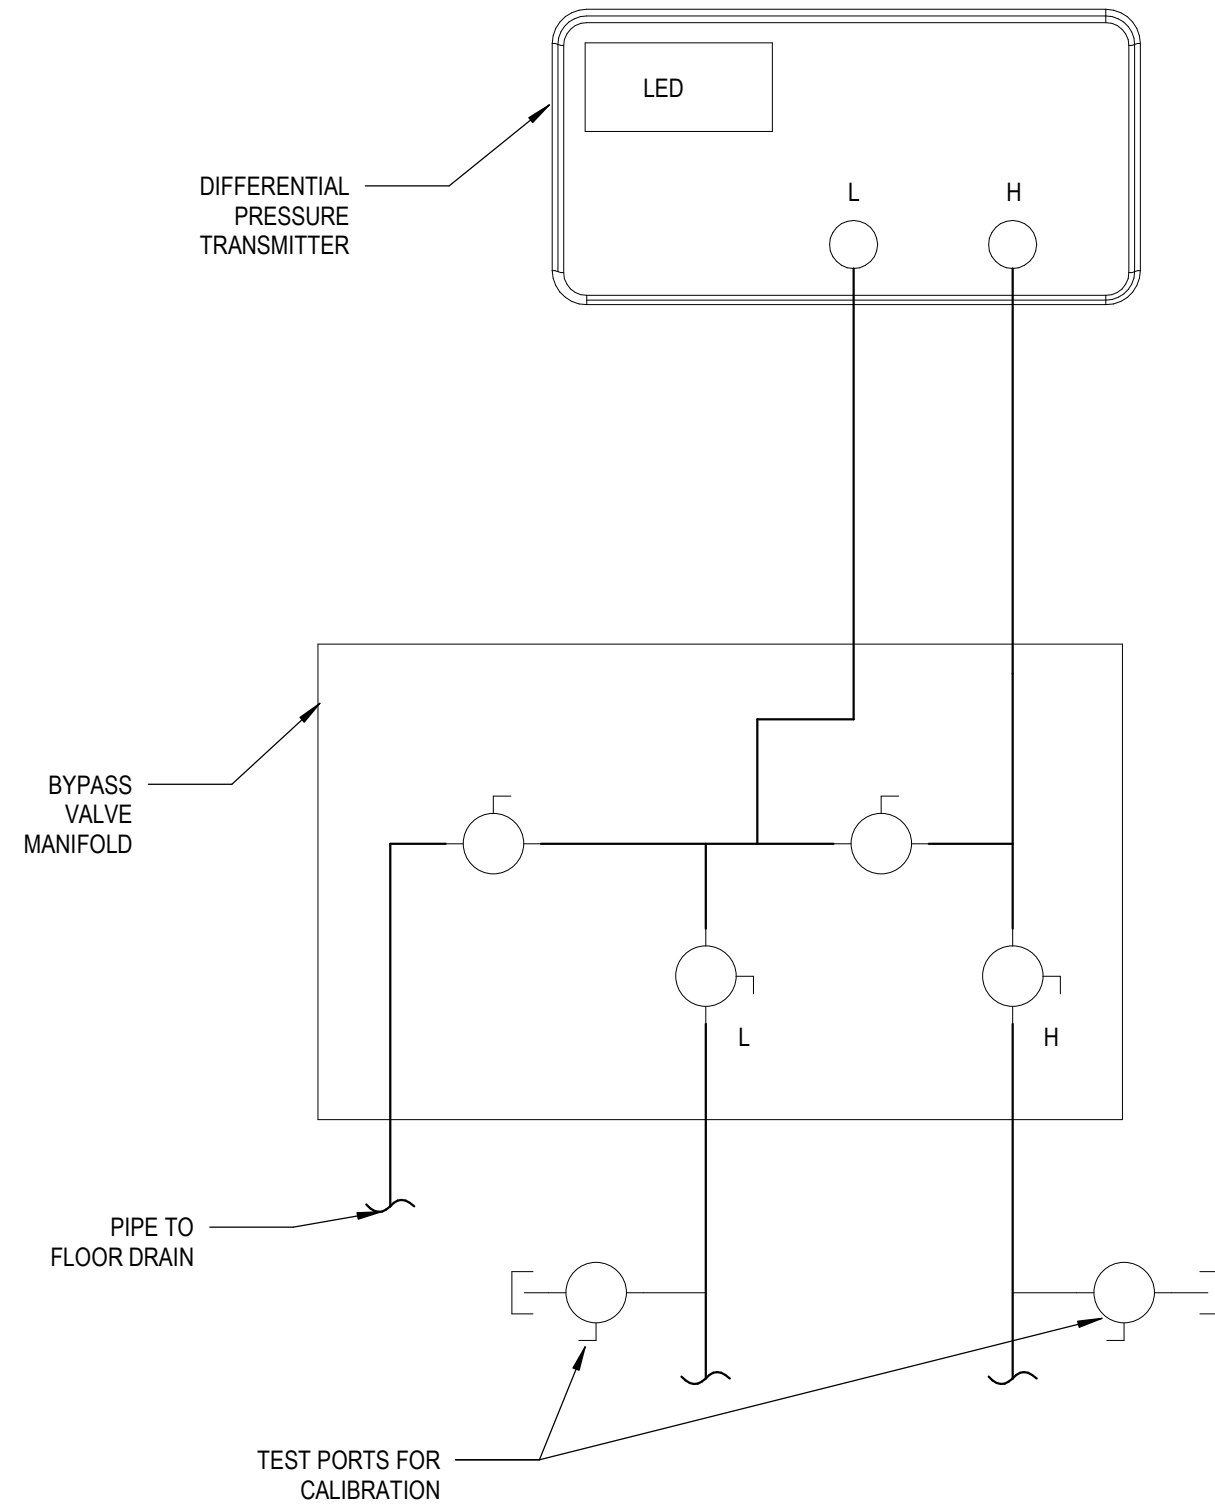 LED
DIFFERENTIAL
PRESSURE
TRANSMITTER
L
H
BYPASS
VALVE
MANIFOLD
L
H
PIPE TO
FLOOR DRAIN
TEST PORTS FOR
CALIBRATION